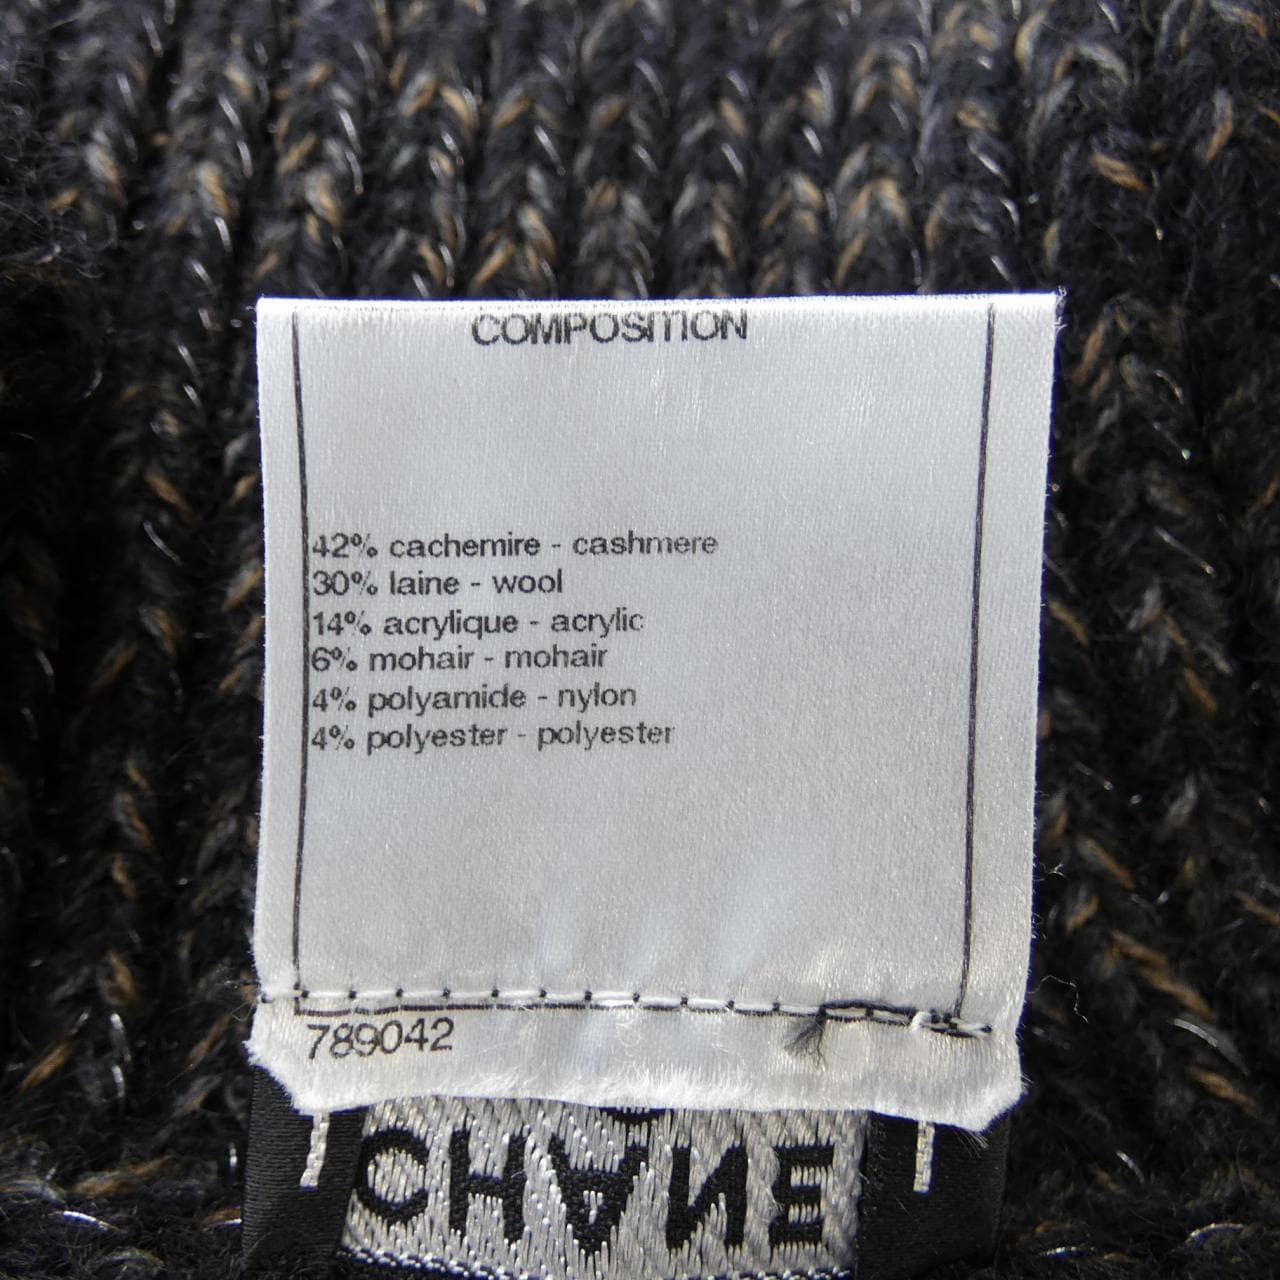 COMPOSITION
42% cachemire - cashmere
30% laine - wool
14% acrylique - acrylic
6% mohair - mohair
4% polyamide - nylon
4% polyester - polyester
789042
CHANE